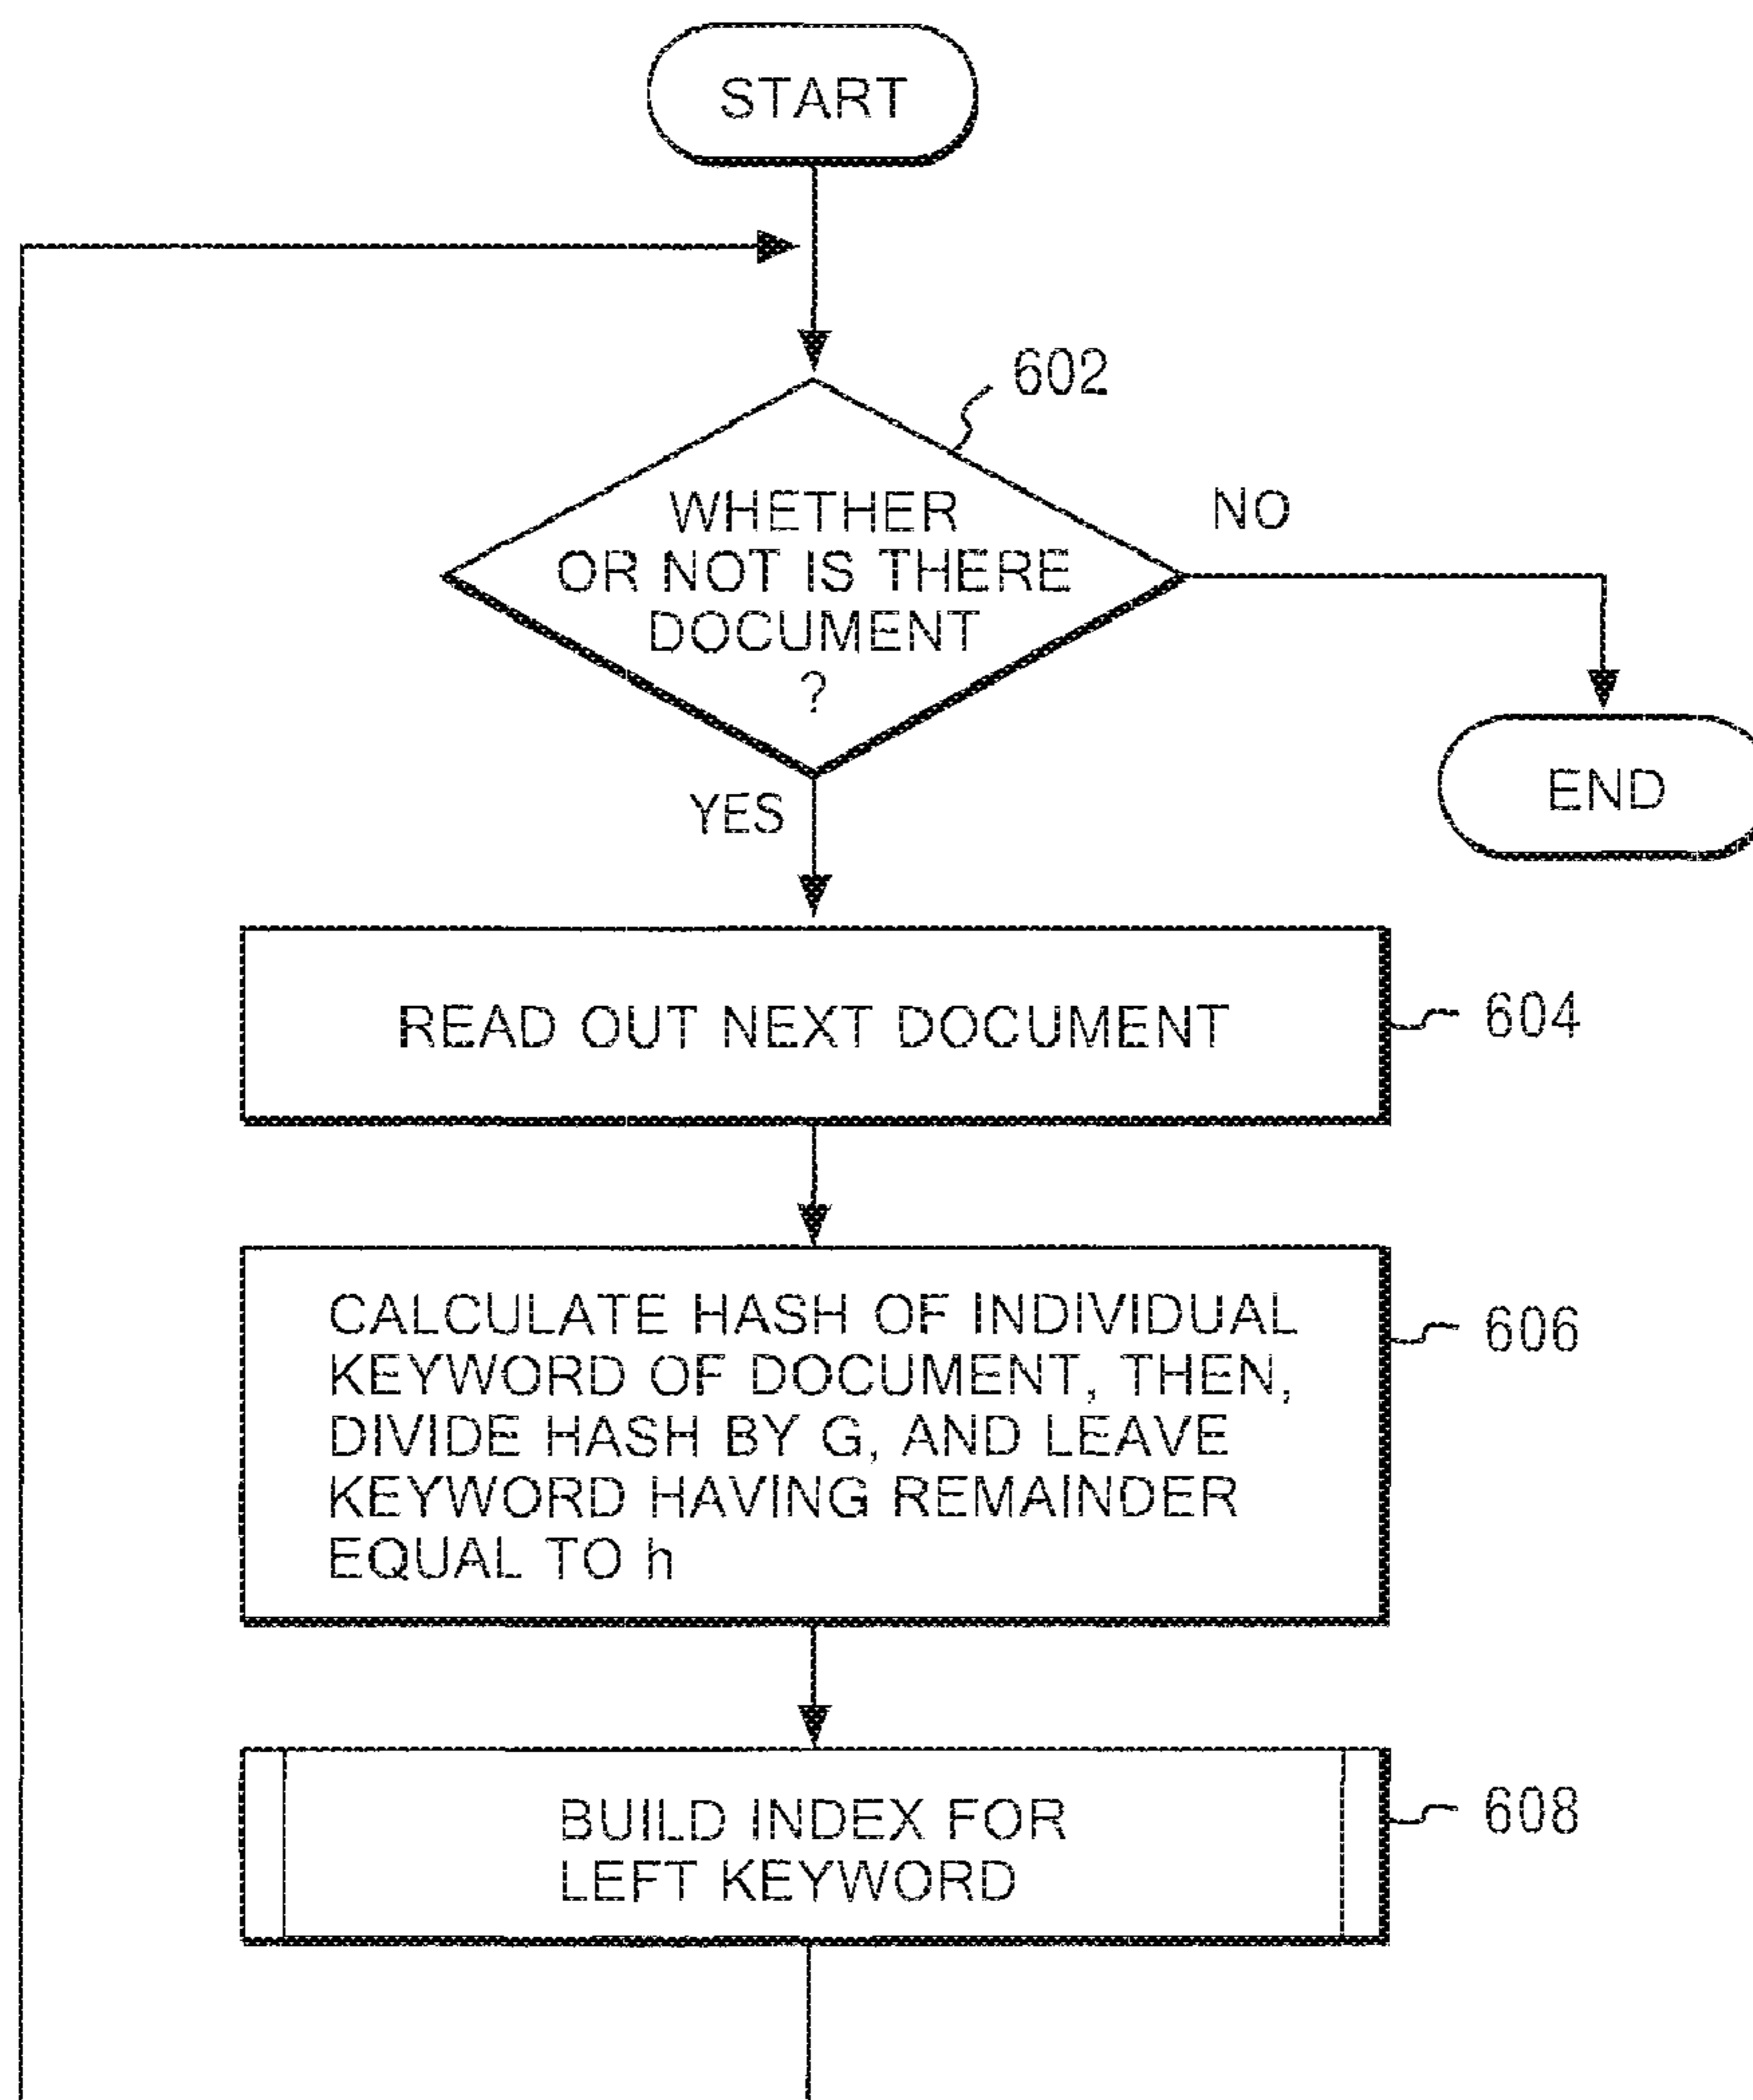 START
602
WHETHER
OR NOT IS THERE
DOCUMENT
?
NO
YES
END
READ OUT NEXT DOCUMENT
604
CALCULATE HASH OF INDIVIDUAL
KEYWORD OF DOCUMENT, THEN,
DIVIDE HASH BY G, AND LEAVE
KEYWORD HAVING REMAINDER
EQUAL TO h
606
BUILD INDEX FOR
LEFT KEYWORD
608